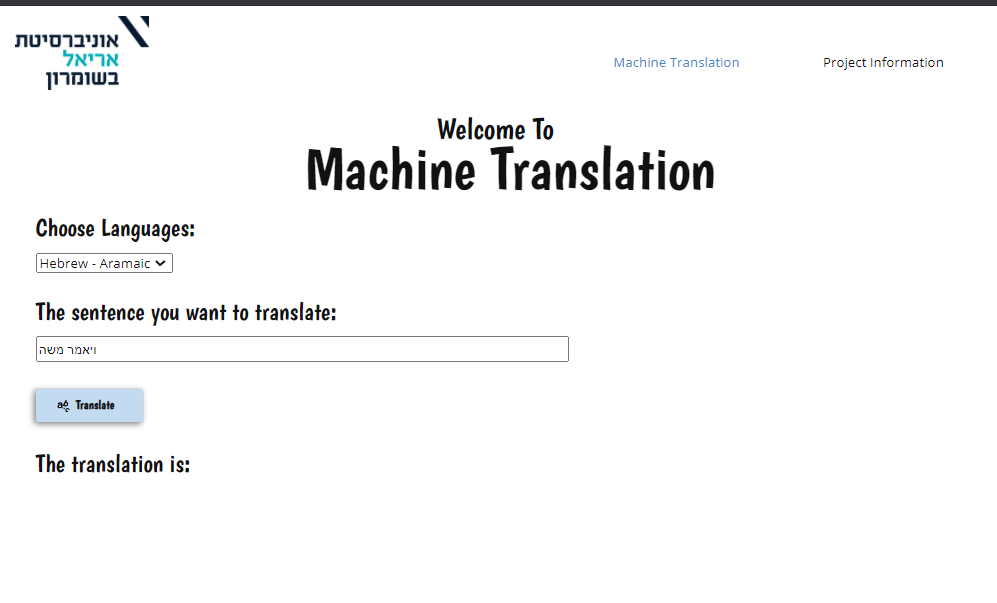 אוניברסיטת
אריאל
בשומרון
Machine Translation
Project Information
Welcome To
Machine Translation
Choose Languages:
Hebrew - Aramaic
The sentence you want to translate:
ויאמר משה
Translate
The translation is: